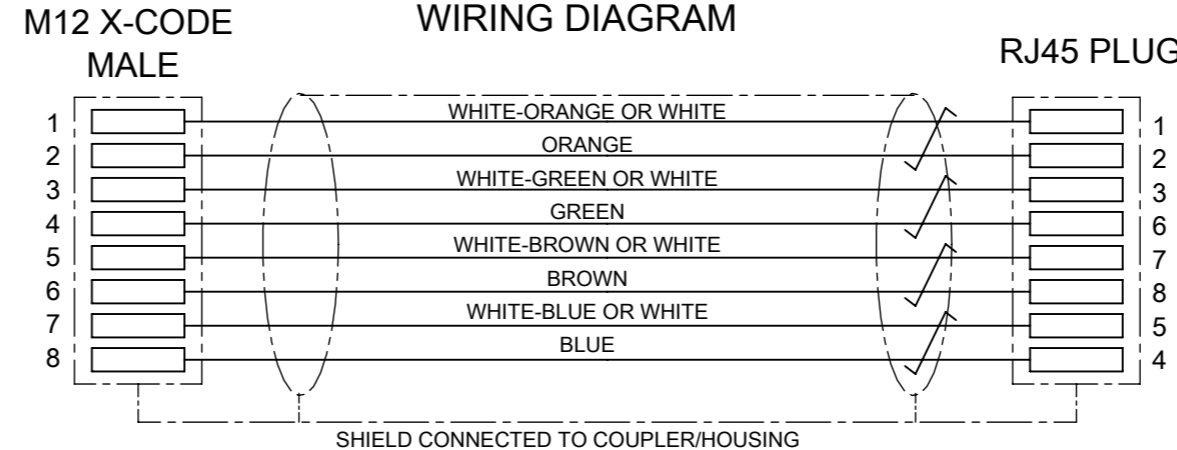 M12 X-CODE
MALE
WIRING DIAGRAM
RJ45 PLUG
1 WHITE-ORANGE OR WHITE 1
2 ORANGE 2
3 WHITE-GREEN OR WHITE 3
4 GREEN 6
5 WHITE-BROWN OR WHITE 7
6 BROWN 8
7 WHITE-BLUE OR WHITE 5
8 BLUE 4
SHIELD CONNECTED TO COUPLER/HOUSING